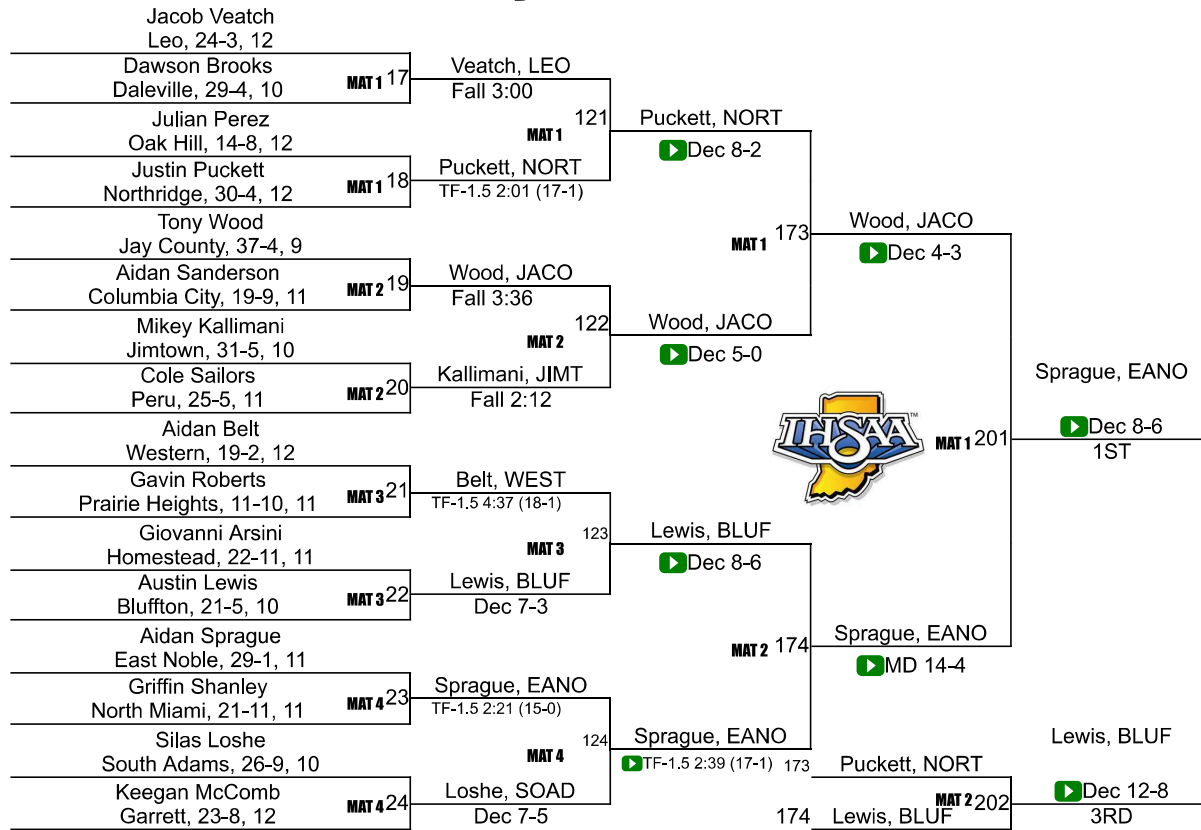 Jacob Veatch
Leo, 24-3, 12
Dawson Brooks
Daleville, 29-4, 10
MAT 1 17
Julian Perez
Oak Hill, 14-8, 12
Justin Puckett
Northridge, 30-4, 12
MAT 1 18
Tony Wood
Jay County, 37-4, 9
Aidan Sanderson
Columbia City, 19-9, 11
MAT 2 19
Mikey Kallimani
Jimtown, 31-5, 10
Cole Sailors
Peru, 25-5, 11
MAT 2 20
Aidan Belt
Western, 19-2, 12
Gavin Roberts
Prairie Heights, 11-10, 11
MAT 3 21
Giovanni Arsini
Homestead, 22-11, 11
Austin Lewis
Bluffton, 21-5, 10
MAT 3 22
Aidan Sprague
East Noble, 29-1, 11
Griffin Shanley
North Miami, 21-11, 11
MAT 4 23
Silas Loshe
South Adams, 26-9, 10
Keegan McComb
Garrett, 23-8, 12
MAT 4 24
Veatch, LEO
Fall 3:00
MAT 1 121
Puckett, NORT
TF-1.5 2:01 (17-1)
Wood, JACO
Fall 3:36
MAT 2 122
Kallimani, JIMT
Fall 2:12
Belt, WEST
TF-1.5 4:37 (18-1)
MAT 3 123
Lewis, BLUF
Dec 7-3
Sprague, EANO
TF-1.5 2:21 (15-0)
MAT 4 124
Loshe, SOAD
Dec 7-5
Puckett, NORT
Dec 8-2
MAT 1 173
Wood, JACO
Dec 5-0
Lewis, BLUF
Dec 8-6
MAT 2 174
Sprague, EANO
TF-1.5 2:39 (17-1)
Wood, JACO
Dec 4-3
IHSAA
TM
MAT 1 201
Sprague, EANO
MD 14-4
Sprague, EANO
Dec 8-6
1ST
173 Puckett, NORT
MAT 2 202
174 Lewis, BLUF
Lewis, BLUF
Dec 12-8
3RD